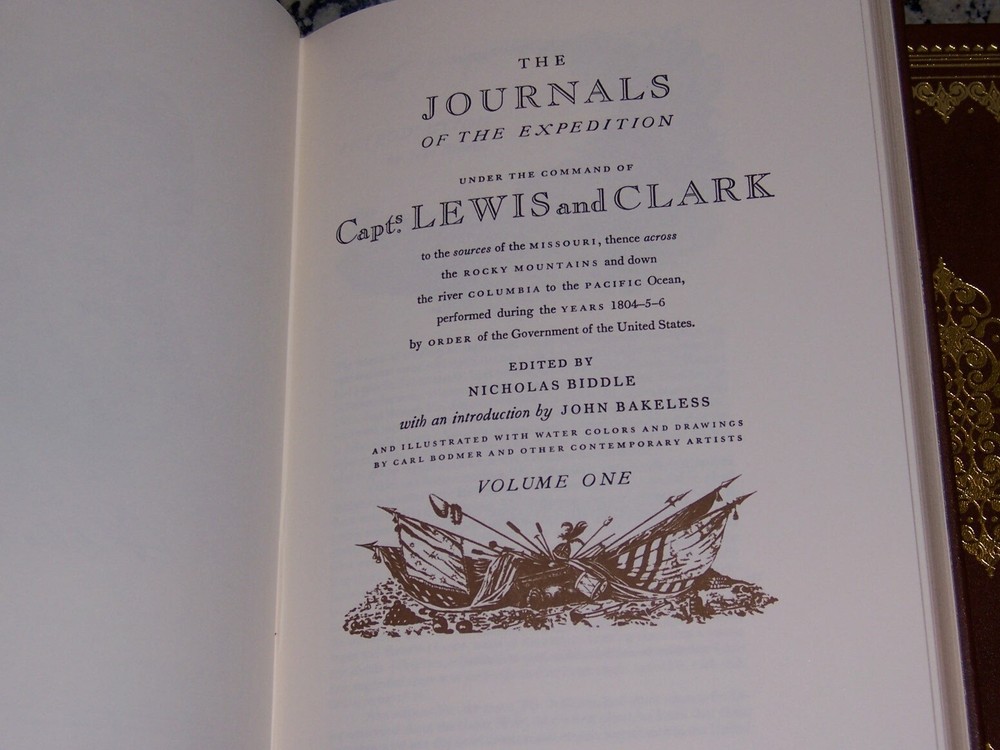 THE
JOURNALS
OF THE EXPEDITION
UNDER THE COMMAND OF
Capts. LEWIS and CLARK
to the sources of the MISSOURI, thence across
the ROCKY MOUNTAINS and down
the river COLUMBIA to the PACIFIC Ocean,
performed during the YEARS 1804–5–6
by ORDER of the Government of the United States.
EDITED BY
NICHOLAS BIDDLE
with an introduction by JOHN BAKELESS
AND ILLUSTRATED WITH WATER COLORS AND DRAWINGS
BY CARL BODMER AND OTHER CONTEMPORARY ARTISTS
VOLUME ONE